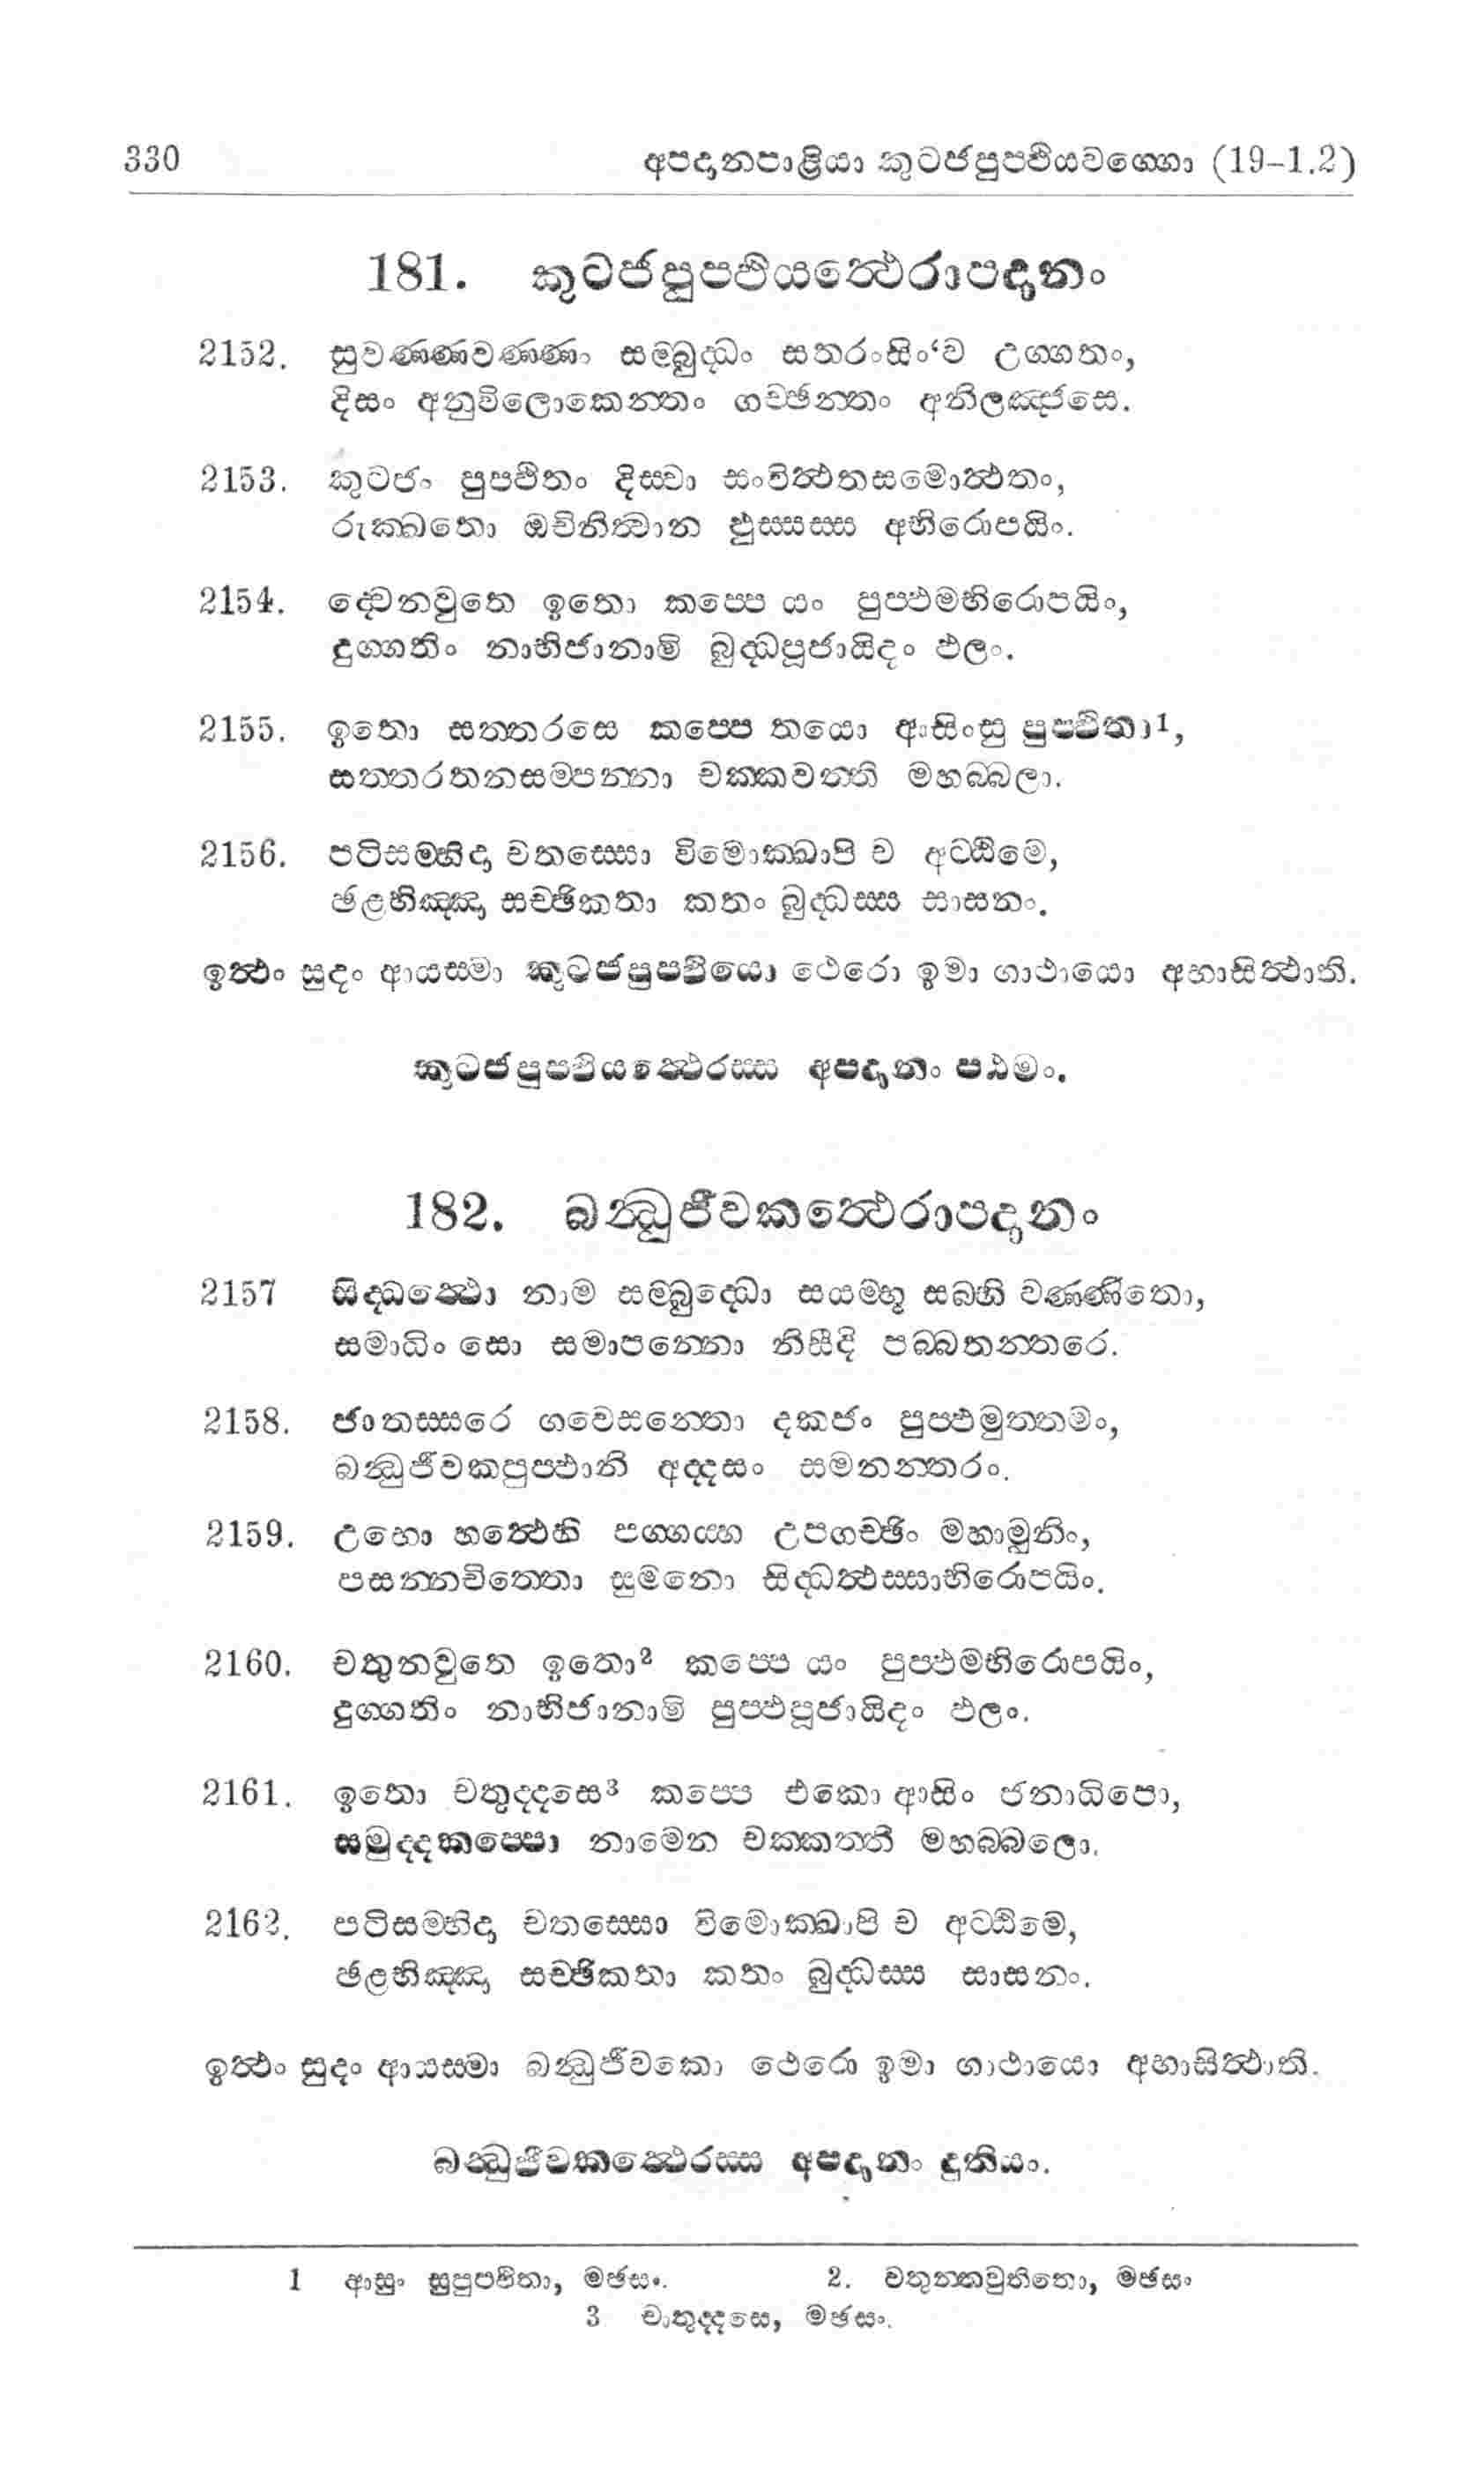 330 අපදානපාළියා කුටජපුප්ඵියවග්ගො (19-1.2)
181. කුටජපුප්ඵියත්ථෙරාපදානං
2152. සුවණ්ණවණ්ණං සම්බුද්ධං සතරංසිං‘ව උග්ගතං,
දිසං අනුවිලොකෙන්තං ගච්ඡන්තං අනිලඤ්ජසෙ.
2153. කුටජං පුප්ඵිතං දිස්වා සංවිත්ථතසමොත්ථතං,
රුක්ඛතො ඔචිනිත්වාන ඵුස්සස්ස අභිරොපයිං.
2154. ද්වෙනවුතෙ ඉතො කප්පෙ යං පුප්ඵමභිරොපයිං,
දුග්ගතිං නාභිජානාමි බුද්ධපූජායිදං ඵලං.
2155. ඉතො සත්තරසෙ කප්පෙ තයො ආසිංසු පුප්ඵිතා1,
සත්තරතනසම්පන්නා චක්කවත්ති මහබ්බලා.
2156. පටිසම්භිදා චතස්සො විමොක්ඛාපි ච අට්ඨිමෙ,
ඡළභිඤ්ඤා සච්ඡිකතා කතං බුද්ධස්ස සාසනං.
ඉත්ථං සුදං ආයස්මා කුටජපුප්ඵියො ථෙරො ඉමා ගාථායො අභාසිත්ථාති.
කුටජපුප්ඵියත්ථෙරස්ස අපදානං පඨමං.
182. බන්ධුජීවකත්ථෙරාපදානං
2157 සිද්ධත්ථො නාම සම්බුද්ධො සයම්භූ සබ්භි වණ්ණිතො,
සමාධිං සො සමාපන්නො නිසීදි පබ්බතන්තරෙ.
2158. ජාතස්සරෙ ගවෙසන්තො දකජං පුප්ඵමුත්තමං,
බන්ධුජීවකපුප්ඵානි අද්දසං සමනන්තරං.
2159. උභො හත්ථෙහි පග්ගය්හ උපගච්ඡිං මහාමුනිං,
පසන්නචිත්තො සුමනො සිද්ධත්ථස්සාභිරොපයිං.
2160. චතුනවුතෙ ඉතො2 කප්පෙ යං පුප්ඵමභිරොපයිං,
දුග්ගතිං නාභිජානාමි පුප්ඵපූජායිදං ඵලං.
2161. ඉතො චතුද්දසෙ3 කප්පෙ එකො ආසිං ජනාධිපො,
සමුද්දකප්පො නාමෙන චක්කත්තී මහබ්බලො.
2162. පටිසම්භිදා චතස්සො විමොක්ඛාපි ච අට්ඨිමෙ,
ඡළභිඤ්ඤා සච්ඡිකතා කතං බුද්ධස්ස සාසනං.
ඉත්ථං සුදං ආයස්මා බන්ධුජීවකො ථෙරො ඉමා ගාථායො අභාසිත්ථාති.
බන්ධුජීවකත්ථෙරස්ස අපදානං දුතියං.
1 ආසුං සුපුප්ඵිතා, මඡසං. 2. චතුන්නවුතිතො, මඡසං
3 චාතුද්දසෙ, මඡසං.